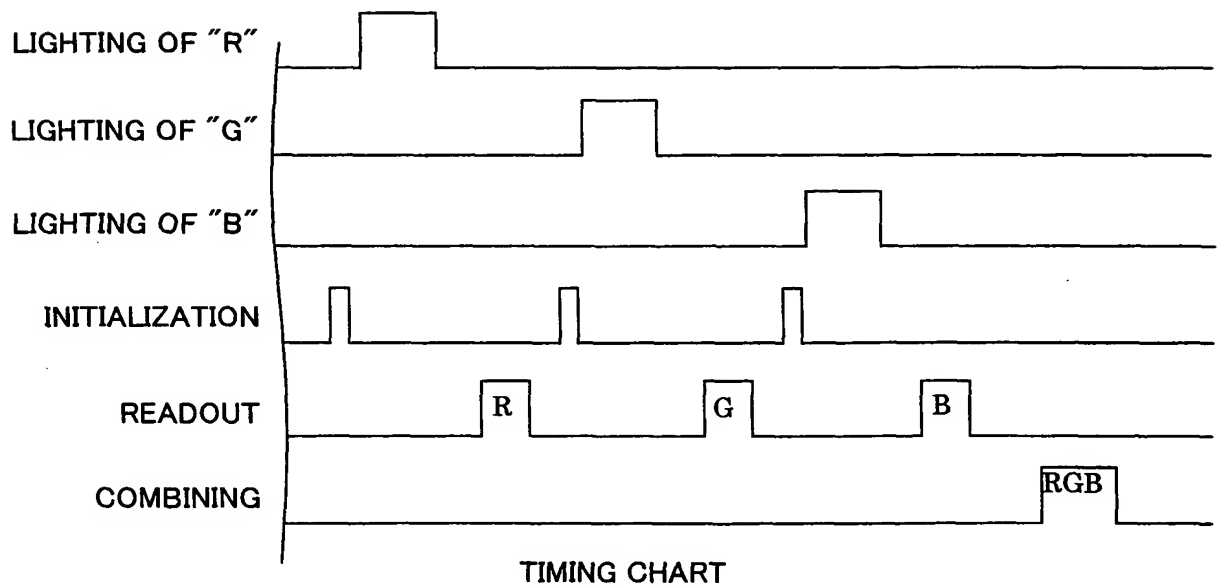 LIGHTING OF "R"
LIGHTING OF "G"
LIGHTING OF "B"
INITIALIZATION
READOUT
R
G
B
COMBINING
RGB
TIMING CHART